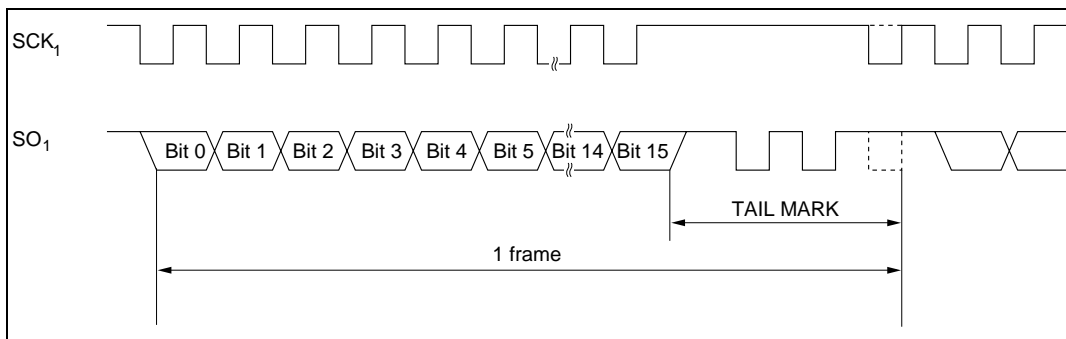 SCK₁
SO₁
Bit 0 Bit 1 Bit 2 Bit 3 Bit 4 Bit 5 Bit 14 Bit 15
TAIL MARK
1 frame